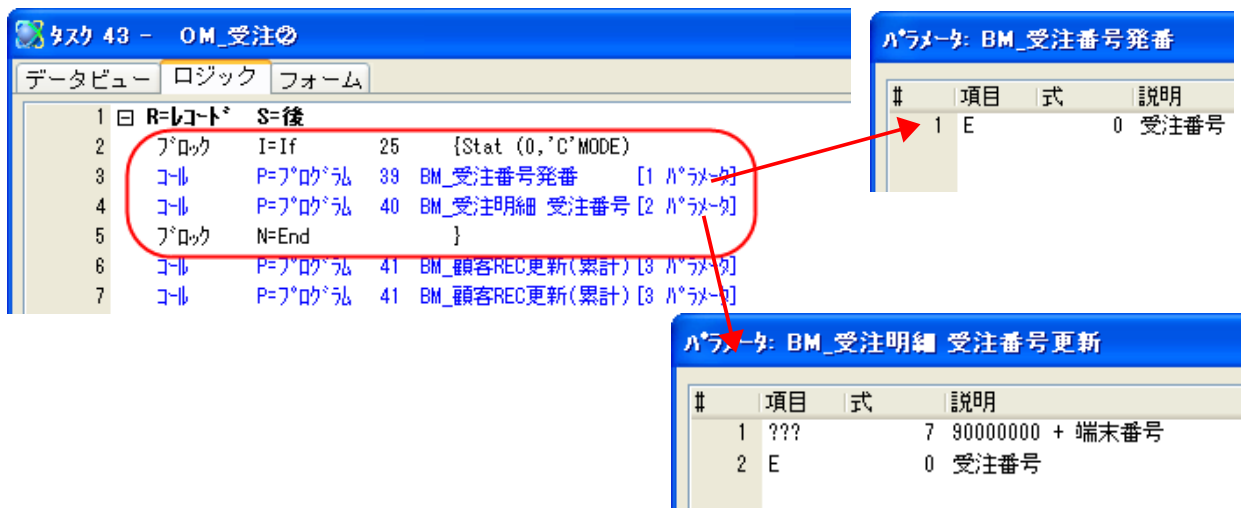 タスク 43 - OM_受注②
データビュー ロジック フォーム
1 R=レコード S=後
2 ブロック I=If 25 {Stat (0,'C'MODE)
3 コール P=プログラム 39 BM_受注番号発番 [1 パラメータ]
4 コール P=プログラム 40 BM_受注明細 受注番号 [2 パラメータ]
5 ブロック N=End }
6 コール P=プログラム 41 BM_顧客REC更新(累計) [3 パラメータ]
7 コール P=プログラム 41 BM_顧客REC更新(累計) [3 パラメータ]
パラメータ: BM_受注番号発番
# 項目 式 説明
1 E 0 受注番号
パラメータ: BM_受注明細 受注番号更新
# 項目 式 説明
1 ??? 7 90000000 + 端末番号
2 E 0 受注番号